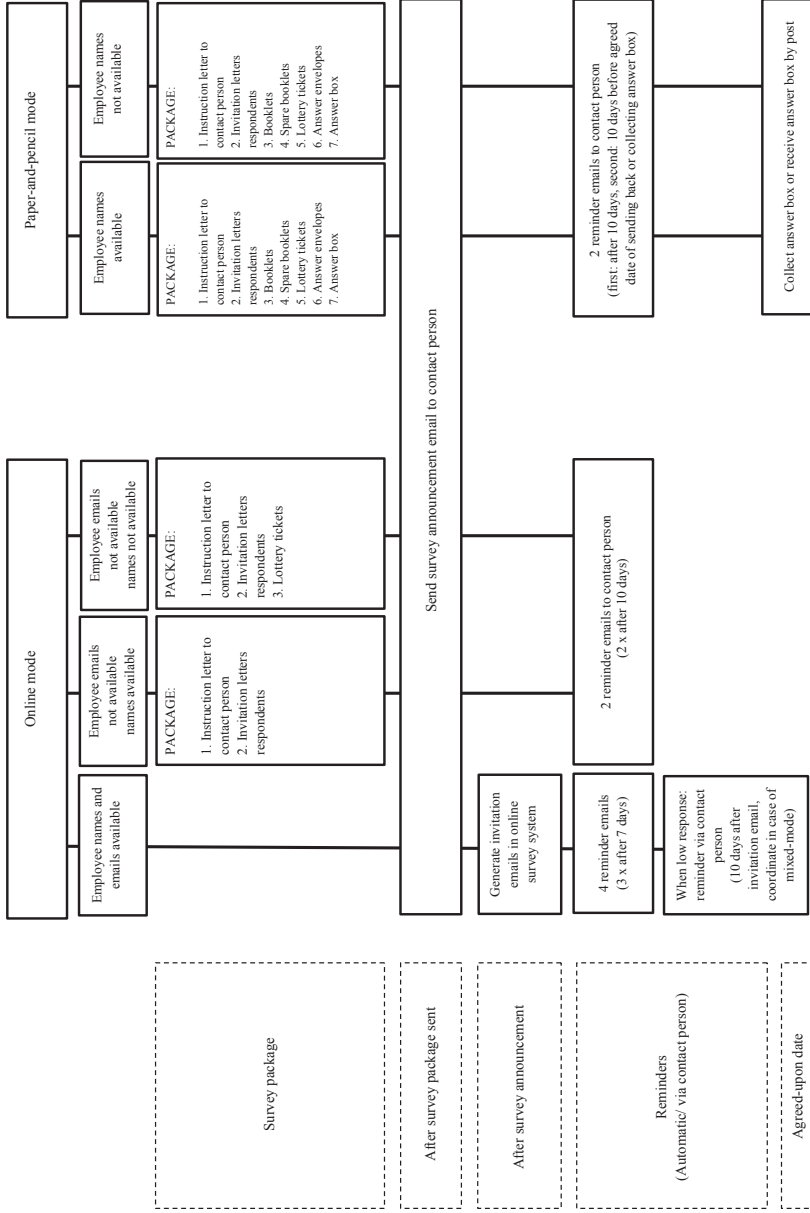 Online mode
Paper-and-pencil mode
Employee names and
emails available
Employee emails
not available
names available
Employee emails
not available
names not available
Employee names
available
Employee names
not available
Survey package
PACKAGE:
1. Instruction letter to
contact person
2. Invitation letters
respondents
PACKAGE:
1. Instruction letter to
contact person
2. Invitation letters
respondents
3. Lottery tickets
PACKAGE:
1. Instruction letter to
contact person
2. Invitation letters
respondents
3. Booklets
4. Spare booklets
5. Lottery tickets
6. Answer envelopes
7. Answer box
PACKAGE:
1. Instruction letter to
contact person
2. Invitation letters
respondents
3. Booklets
4. Spare booklets
5. Lottery tickets
6. Answer envelopes
7. Answer box
After survey package sent
Send survey announcement email to contact person
After survey announcement
Generate invitation
emails in online
survey system
Reminders
(Automatic/ via contact person)
4 reminder emails
(3 x after 7 days)
2 reminder emails to contact person
(2 x after 10 days)
2 reminder emails to contact person
(first: after 10 days, second: 10 days before agreed
date of sending back or collecting answer box)
When low response:
reminder via contact
person
(10 days after
invitation email,
coordinate in case of
mixed-mode)
Agreed-upon date
Collect answer box or receive answer box by post